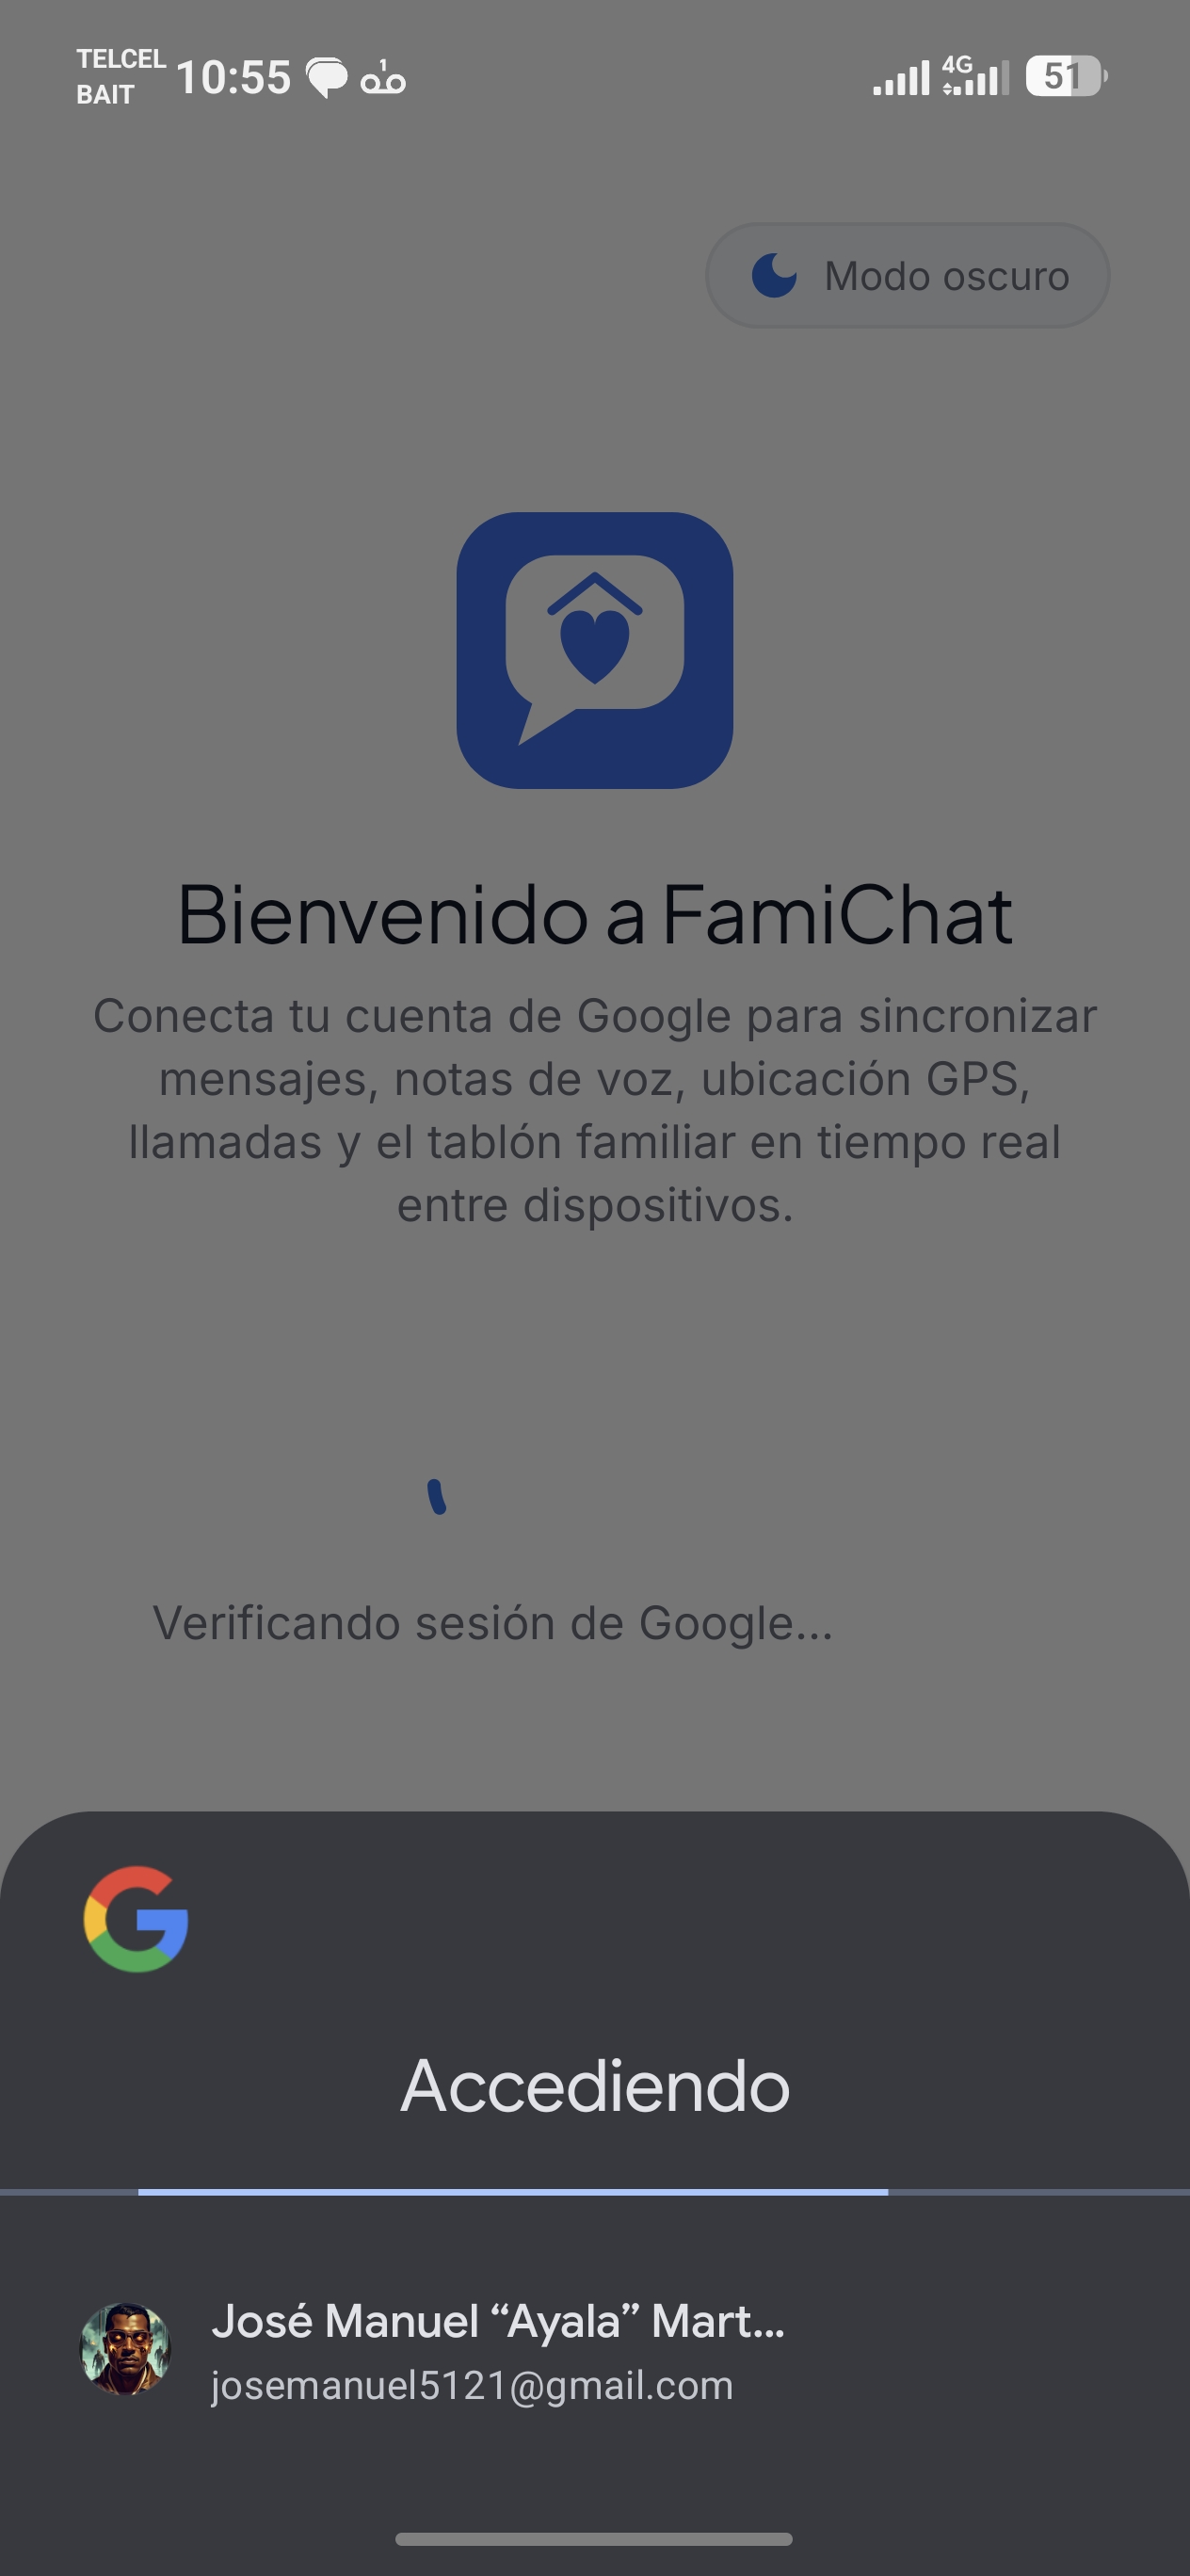 TELCEL
BAIT
10:55
4G
51
Modo oscuro
Bienvenido a FamiChat
Conecta tu cuenta de Google para sincronizar
mensajes, notas de voz, ubicación GPS,
llamadas y el tablón familiar en tiempo real
entre dispositivos.
Verificando sesión de Google...
Accediendo
José Manuel “Ayala” Mart...
josemanuel5121@gmail.com